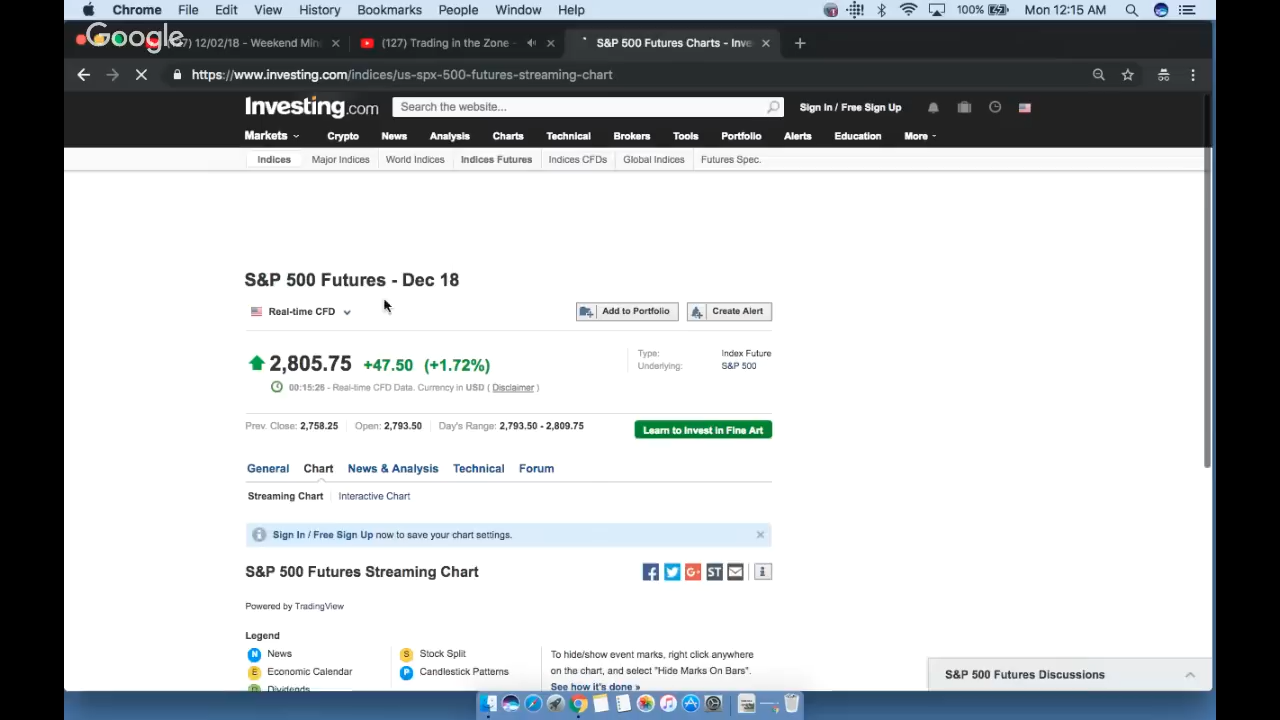 Chrome File Edit View History Bookmarks People Window Help 100% Mon 12:15 AM
Google
12/02/18 - Weekend Min
(127) Trading in the Zone -
S&P 500 Futures Charts - Inve
https://www.investing.com/indices/us-spx-500-futures-streaming-chart
Investing.com Search the website... Sign In / Free Sign Up
Markets Crypto News Analysis Charts Technical Brokers Tools Portfolio Alerts Education More
Indices Major Indices World Indices Indices Futures Indices CFDs Global Indices Futures Spec.
S&P 500 Futures - Dec 18
Real-time CFD Add to Portfolio Create Alert
2,805.75 +47.50 (+1.72%)
Type: Index Future
Underlying: S&P 500
00:15:26 - Real-time CFD Data. Currency in USD ( Disclaimer )
Prev. Close: 2,758.25 Open: 2,793.50 Day's Range: 2,793.50 - 2,809.75
Learn to Invest in Fine Art
General Chart News & Analysis Technical Forum
Streaming Chart Interactive Chart
Sign In / Free Sign Up now to save your chart settings.
S&P 500 Futures Streaming Chart ST
Powered by TradingView
Legend
N News S Stock Split
E Economic Calendar P Candlestick Patterns
D Dividends
To hide/show event marks, right click anywhere
on the chart, and select "Hide Marks On Bars".
See how it's done »
S&P 500 Futures Discussions